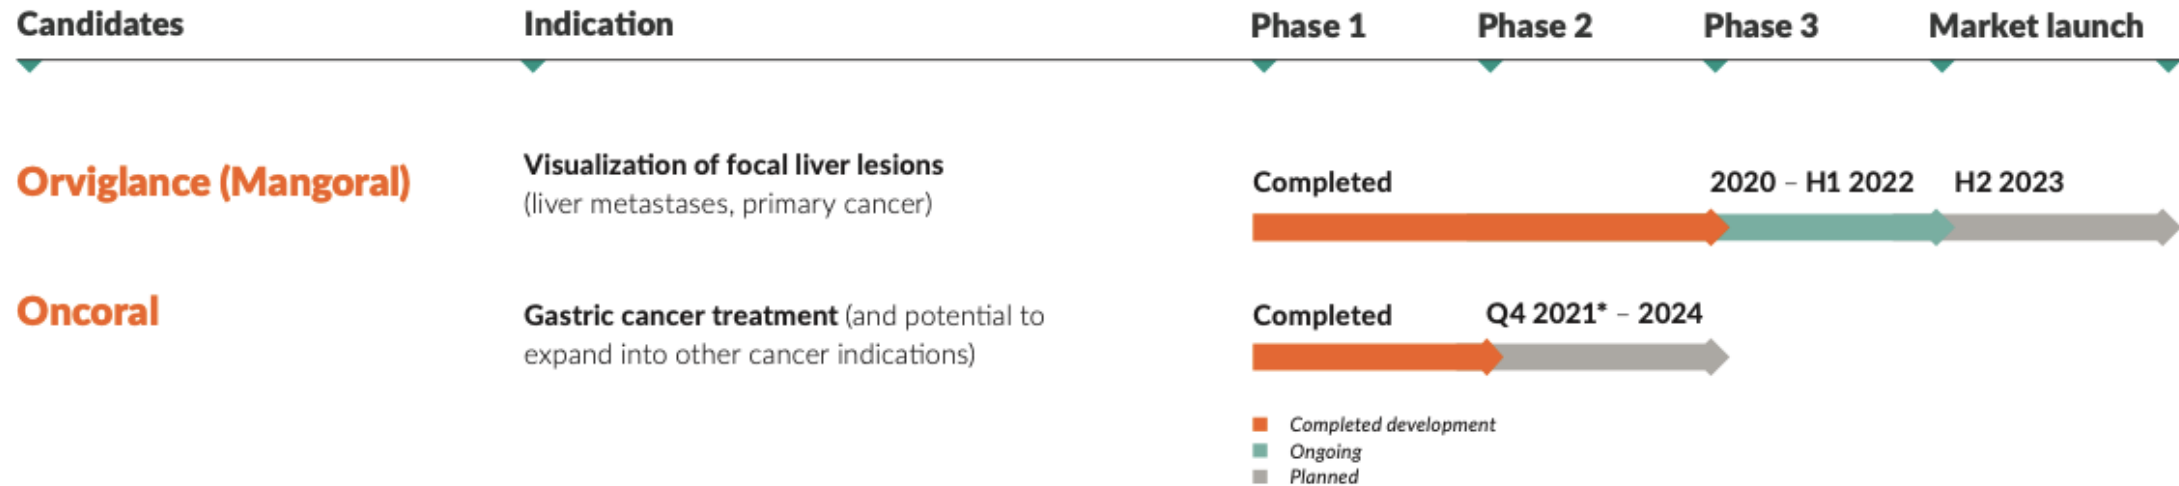 Candidates Indication Phase 1 Phase 2 Phase 3 Market launch
Orviglance (Mangoral)
Visualization of focal liver lesions
(liver metastases, primary cancer)
Completed 2020 – H1 2022 H2 2023
Oncoral
Gastric cancer treatment (and potential to
expand into other cancer indications)
Completed Q4 2021* – 2024
Completed development
Ongoing
Planned